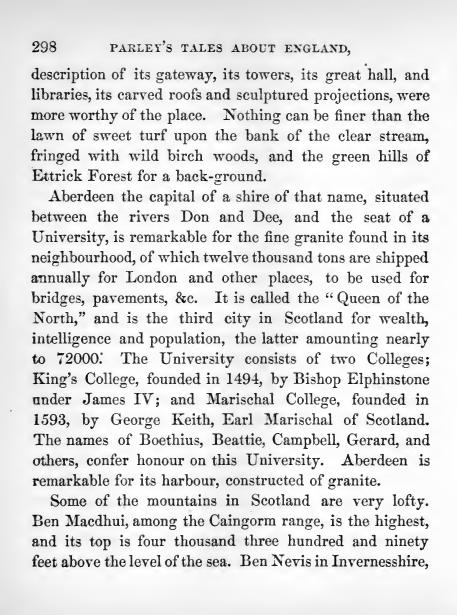 298 PARLEY'S TALES ABOUT ENGLAND,
description of its gateway, its towers, its great hall, and
libraries, its carved roofs and sculptured projections, were
more worthy of the place. Nothing can be finer than the
lawn of sweet turf upon the bank of the clear stream,
fringed with wild birch woods, and the green hills of
Ettrick Forest for a back-ground.
Aberdeen the capital of a shire of that name, situated
between the rivers Don and Dee, and the seat of a
University, is remarkable for the fine granite found in its
neighbourhood, of which twelve thousand tons are shipped
annually for London and other places, to be used for
bridges, pavements, &c. It is called the "Queen of the
North," and is the third city in Scotland for wealth,
intelligence and population, the latter amounting nearly
to 72000. The University consists of two Colleges;
King's College, founded in 1494, by Bishop Elphinstone
under James IV; and Marischal College, founded in
1593, by George Keith, Earl Marischal of Scotland.
The names of Boethius, Beattie, Campbell, Gerard, and
others, confer honour on this University. Aberdeen is
remarkable for its harbour, constructed of granite.
Some of the mountains in Scotland are very lofty.
Ben Macdhui, among the Caingorm range, is the highest,
and its top is four thousand three hundred and ninety
feet above the level of the sea. Ben Nevis in Invernesshire,